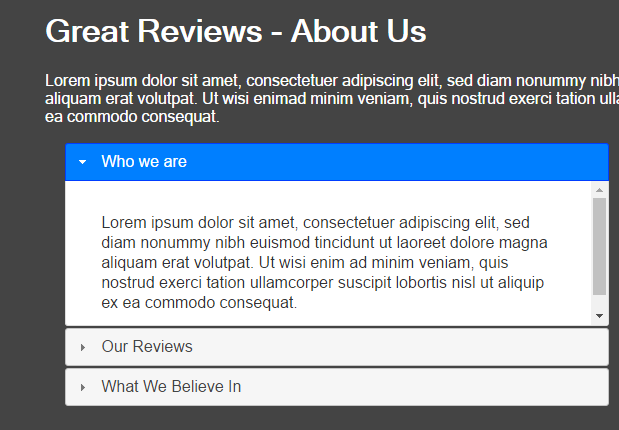 Great Reviews - About Us
Lorem ipsum dolor sit amet, consectetuer adipiscing elit, sed diam nonummy nibh
aliquam erat volutpat. Ut wisi enimad minim veniam, quis nostrud exerci tation
ea commodo consequat.
Who we are
Lorem ipsum dolor sit amet, consectetuer adipiscing elit, sed
diam nonummy nibh euismod tincidunt ut laoreet dolore magna
aliquam erat volutpat. Ut wisi enim ad minim veniam, quis
nostrud exerci tation ullamcorper suscipit lobortis nisl ut aliquip
ex ea commodo consequat.
Our Reviews
What We Believe In